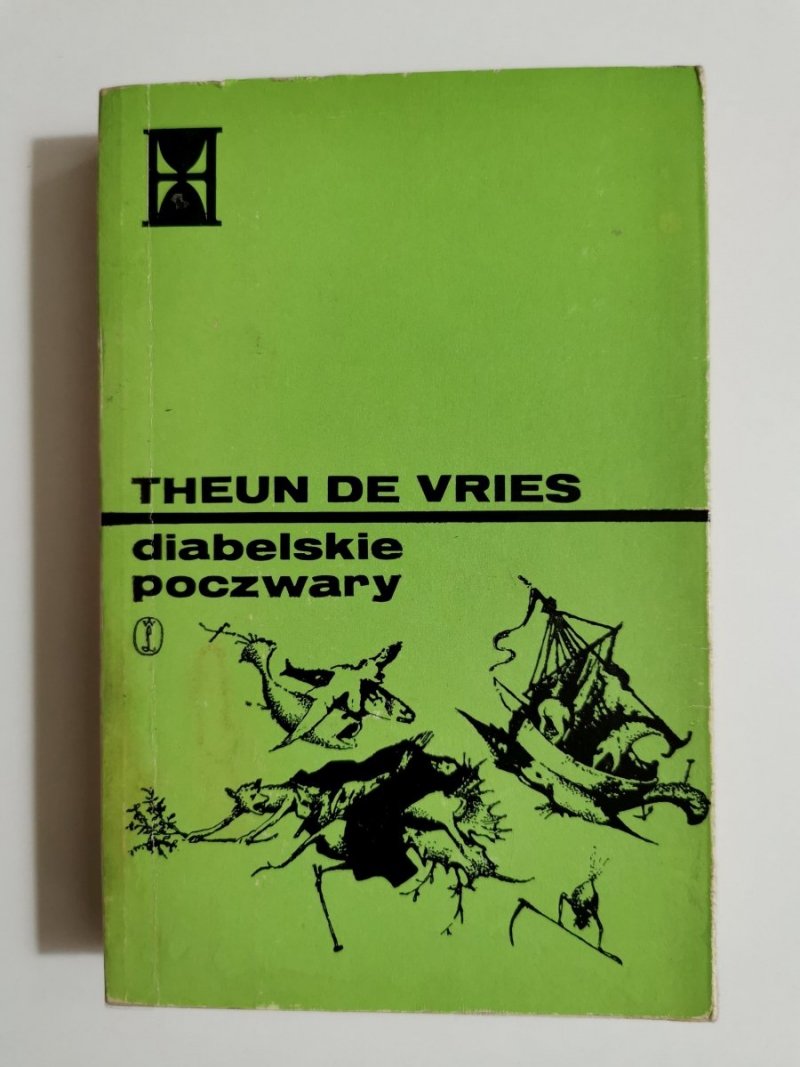 THEUN DE VRIES
diabelskie
poczwary